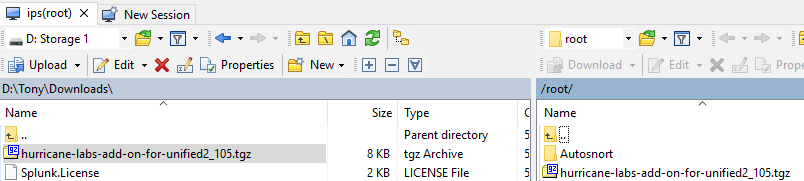 ips(root) × New Session
D: Storage 1 root
Upload Edit Properties New Download Edit Prope
D:\Tony\Downloads\ /root/
Name Size Type C Name
.. Parent directory 5 ..
hurricane-labs-add-on-for-unified2_105.tgz 8 KB tgz Archive 5 Autosnort
Splunk.License 2 KB LICENSE File 5 hurricane-labs-add-on-for-unified2_105.tgz